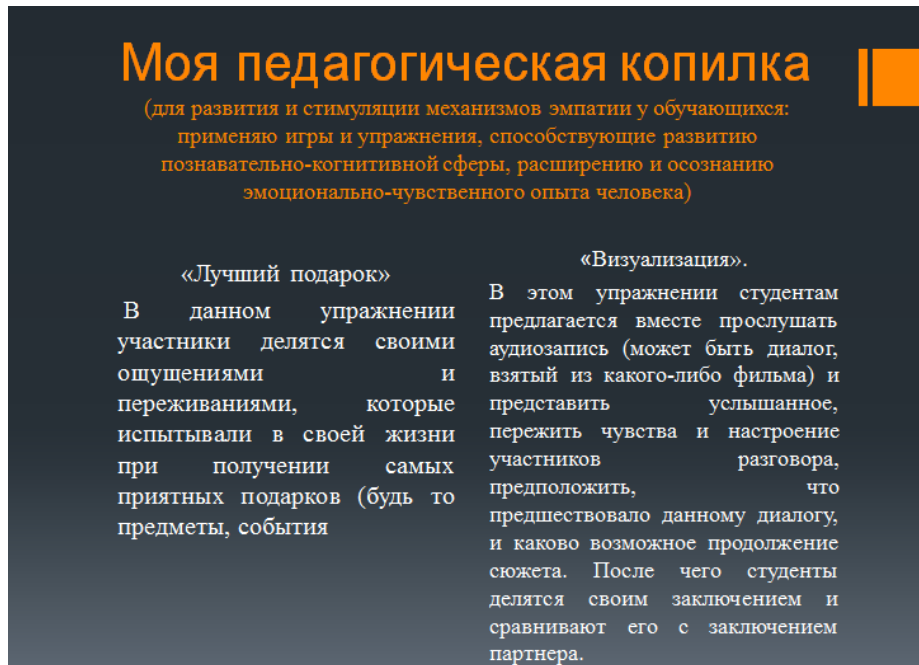 Моя педагогическая копилка
(для развития и стимуляции механизмов эмпатии у обучающихся:
применяю игры и упражнения, способствующие развитию
познавательно-когнитивной сферы, расширению и осознанию
эмоционально-чувственного опыта человека)
«Лучший подарок»
В данном упражнении
участники делятся своими
ощущениями и
переживаниями, которые
испытывали в своей жизни
при получении самых
приятных подарков (будь то
предметы, события
«Визуализация».
В этом упражнении студентам
предлагается вместе прослушать
аудиозапись (может быть диалог,
взятый из какого-либо фильма) и
представить услышанное,
пережить чувства и настроение
участников разговора,
предположить, что
предшествовало данному диалогу,
и каково возможное продолжение
сюжета. После чего студенты
делятся своим заключением и
сравнивают его с заключением
партнера.